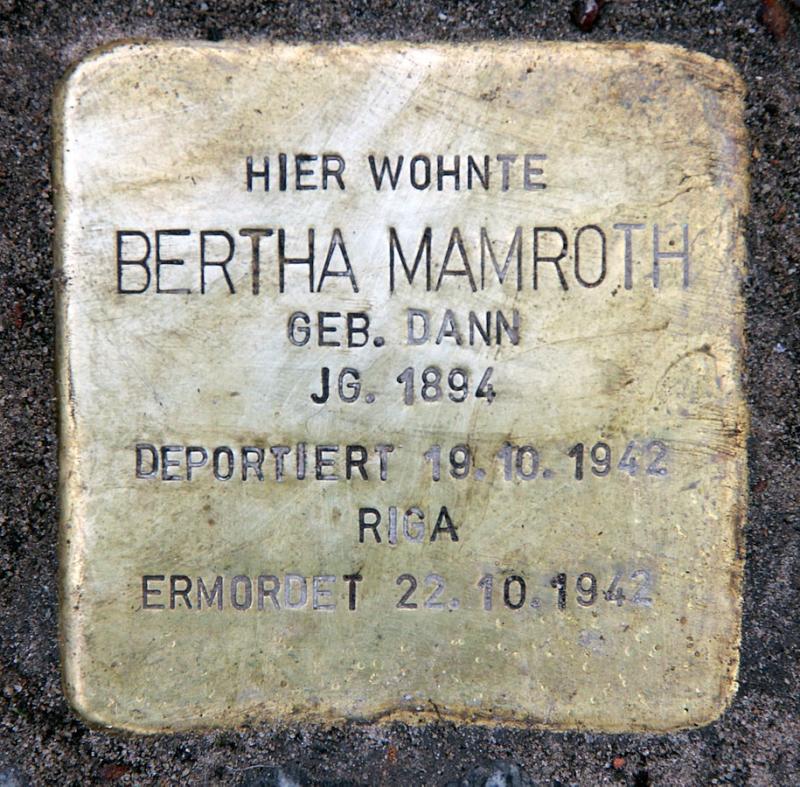 HIER WOHNTE
BERTHA MAMROTH
GEB. DANN
JG. 1894
DEPORTIERT 19.10.1942
RIGA
ERMORDET 22.10.1942